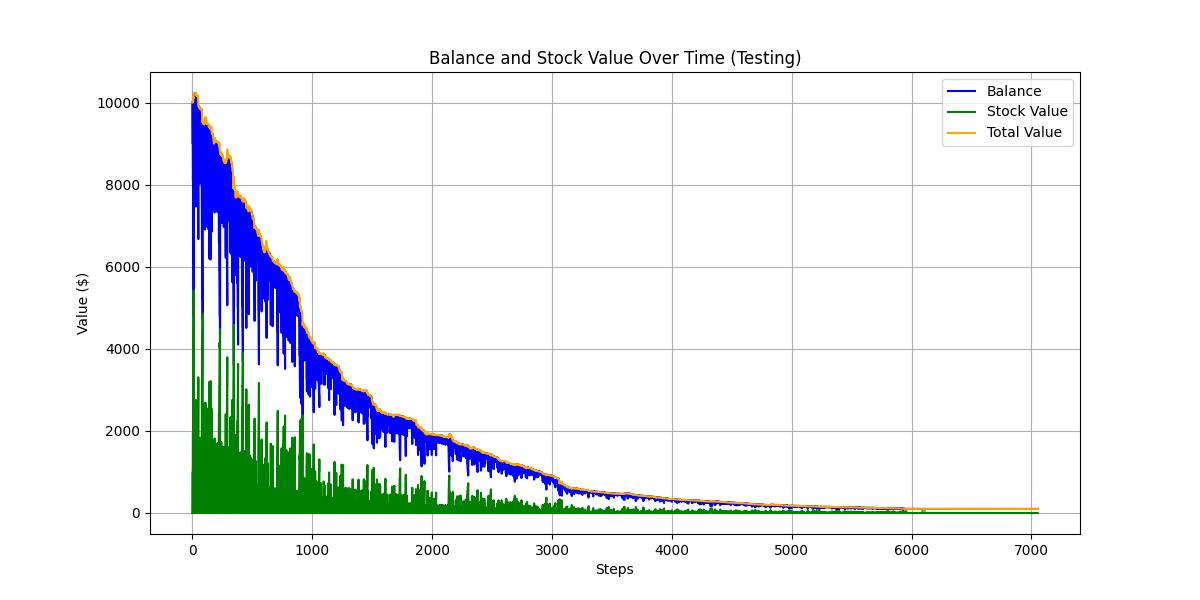 Balance and Stock Value Over Time (Testing)
Balance
Stock Value
Total Value
10000
8000
6000
4000
2000
0
Value ($)
0 1000 2000 3000 4000 5000 6000 7000
Steps